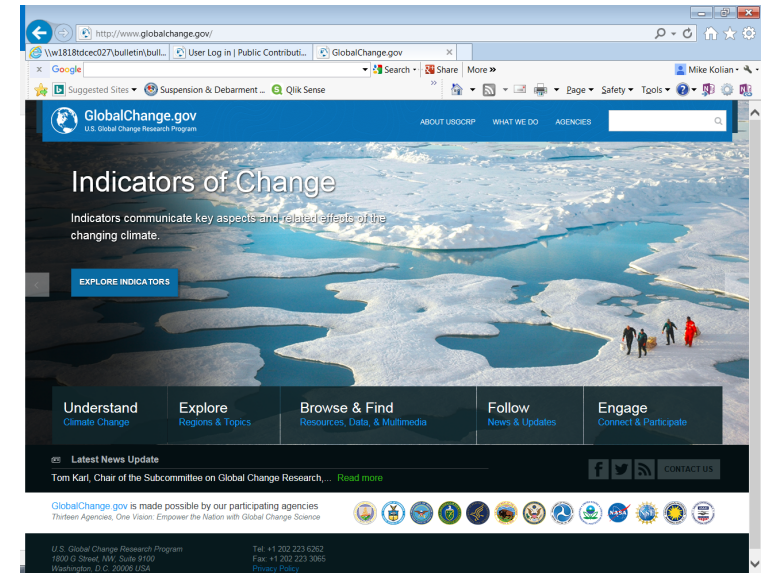 http://www.globalchange.gov/
\\w1818tdcec027\bulletin\bull...
User Log in | Public Contributi...
GlobalChange.gov
x Google
Search
Share
More »
Mike Kolian
Suggested Sites
Suspension & Debarment ...
Qlik Sense
Page
Safety
Tools
GlobalChange.gov
U.S. Global Change Research Program
ABOUT USGCRP
WHAT WE DO
AGENCIES
Indicators of Change
Indicators communicate key aspects and related effects of the
changing climate.
EXPLORE INDICATORS
Understand
Climate Change
Explore
Regions & Topics
Browse & Find
Resources, Data, & Multimedia
Follow
News & Updates
Engage
Connect & Participate
Latest News Update
Tom Karl, Chair of the Subcommittee on Global Change Research,... Read more
CONTACT US
GlobalChange.gov is made possible by our participating agencies
Thirteen Agencies, One Vision: Empower the Nation with Global Change Science
NASA
NSF
U.S. Global Change Research Program
1800 G Street, NW, Suite 9100
Washington, D.C. 20006 USA
Tel: +1 202 223 6262
Fax: +1 202 223 3065
Privacy Policy